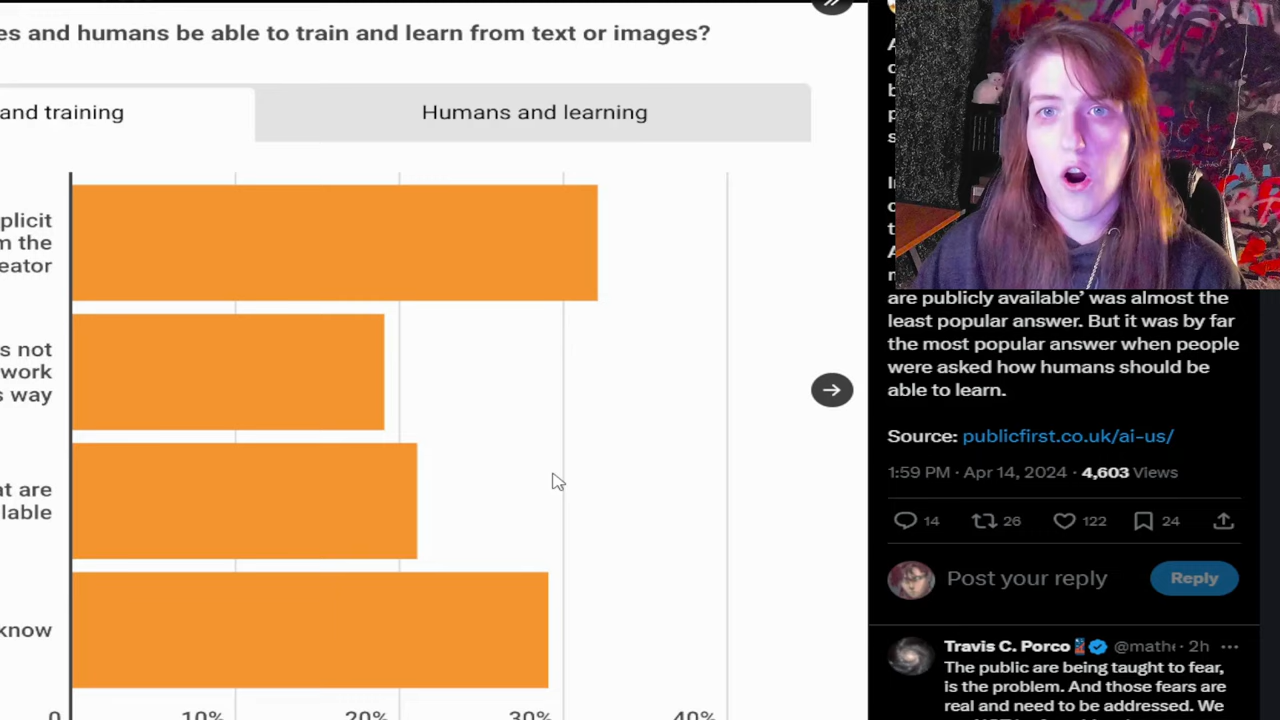 es and humans be able to train and learn from text or images?
and training
Humans and learning
plicit
m the
eator
s not
work
s way
at are
lable
know
0
10%
20%
30%
40%
are publicly available' was almost the
least popular answer. But it was by far
the most popular answer when people
were asked how humans should be
able to learn.
Source: publicfirst.co.uk/ai-us/
1:59 PM · Apr 14, 2024 · 4,603 Views
14
26
122
24
Post your reply
Reply
Travis C. Porco @mathe · 2h
The public are being taught to fear,
is the problem. And those fears are
real and need to be addressed. We